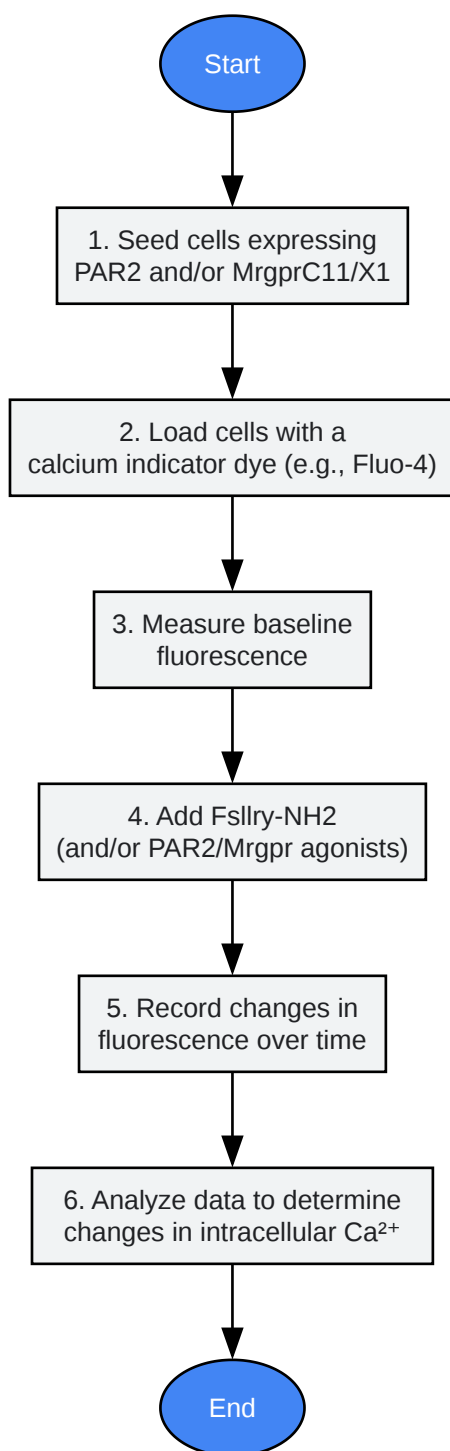 Start
1. Seed cells expressing
PAR2 and/or MrgprC11/X1
2. Load cells with a
calcium indicator dye (e.g., Fluo-4)
3. Measure baseline
fluorescence
4. Add Fsllry-NH2
(and/or PAR2/Mrgpr agonists)
5. Record changes in
fluorescence over time
6. Analyze data to determine
changes in intracellular Ca²⁺
End